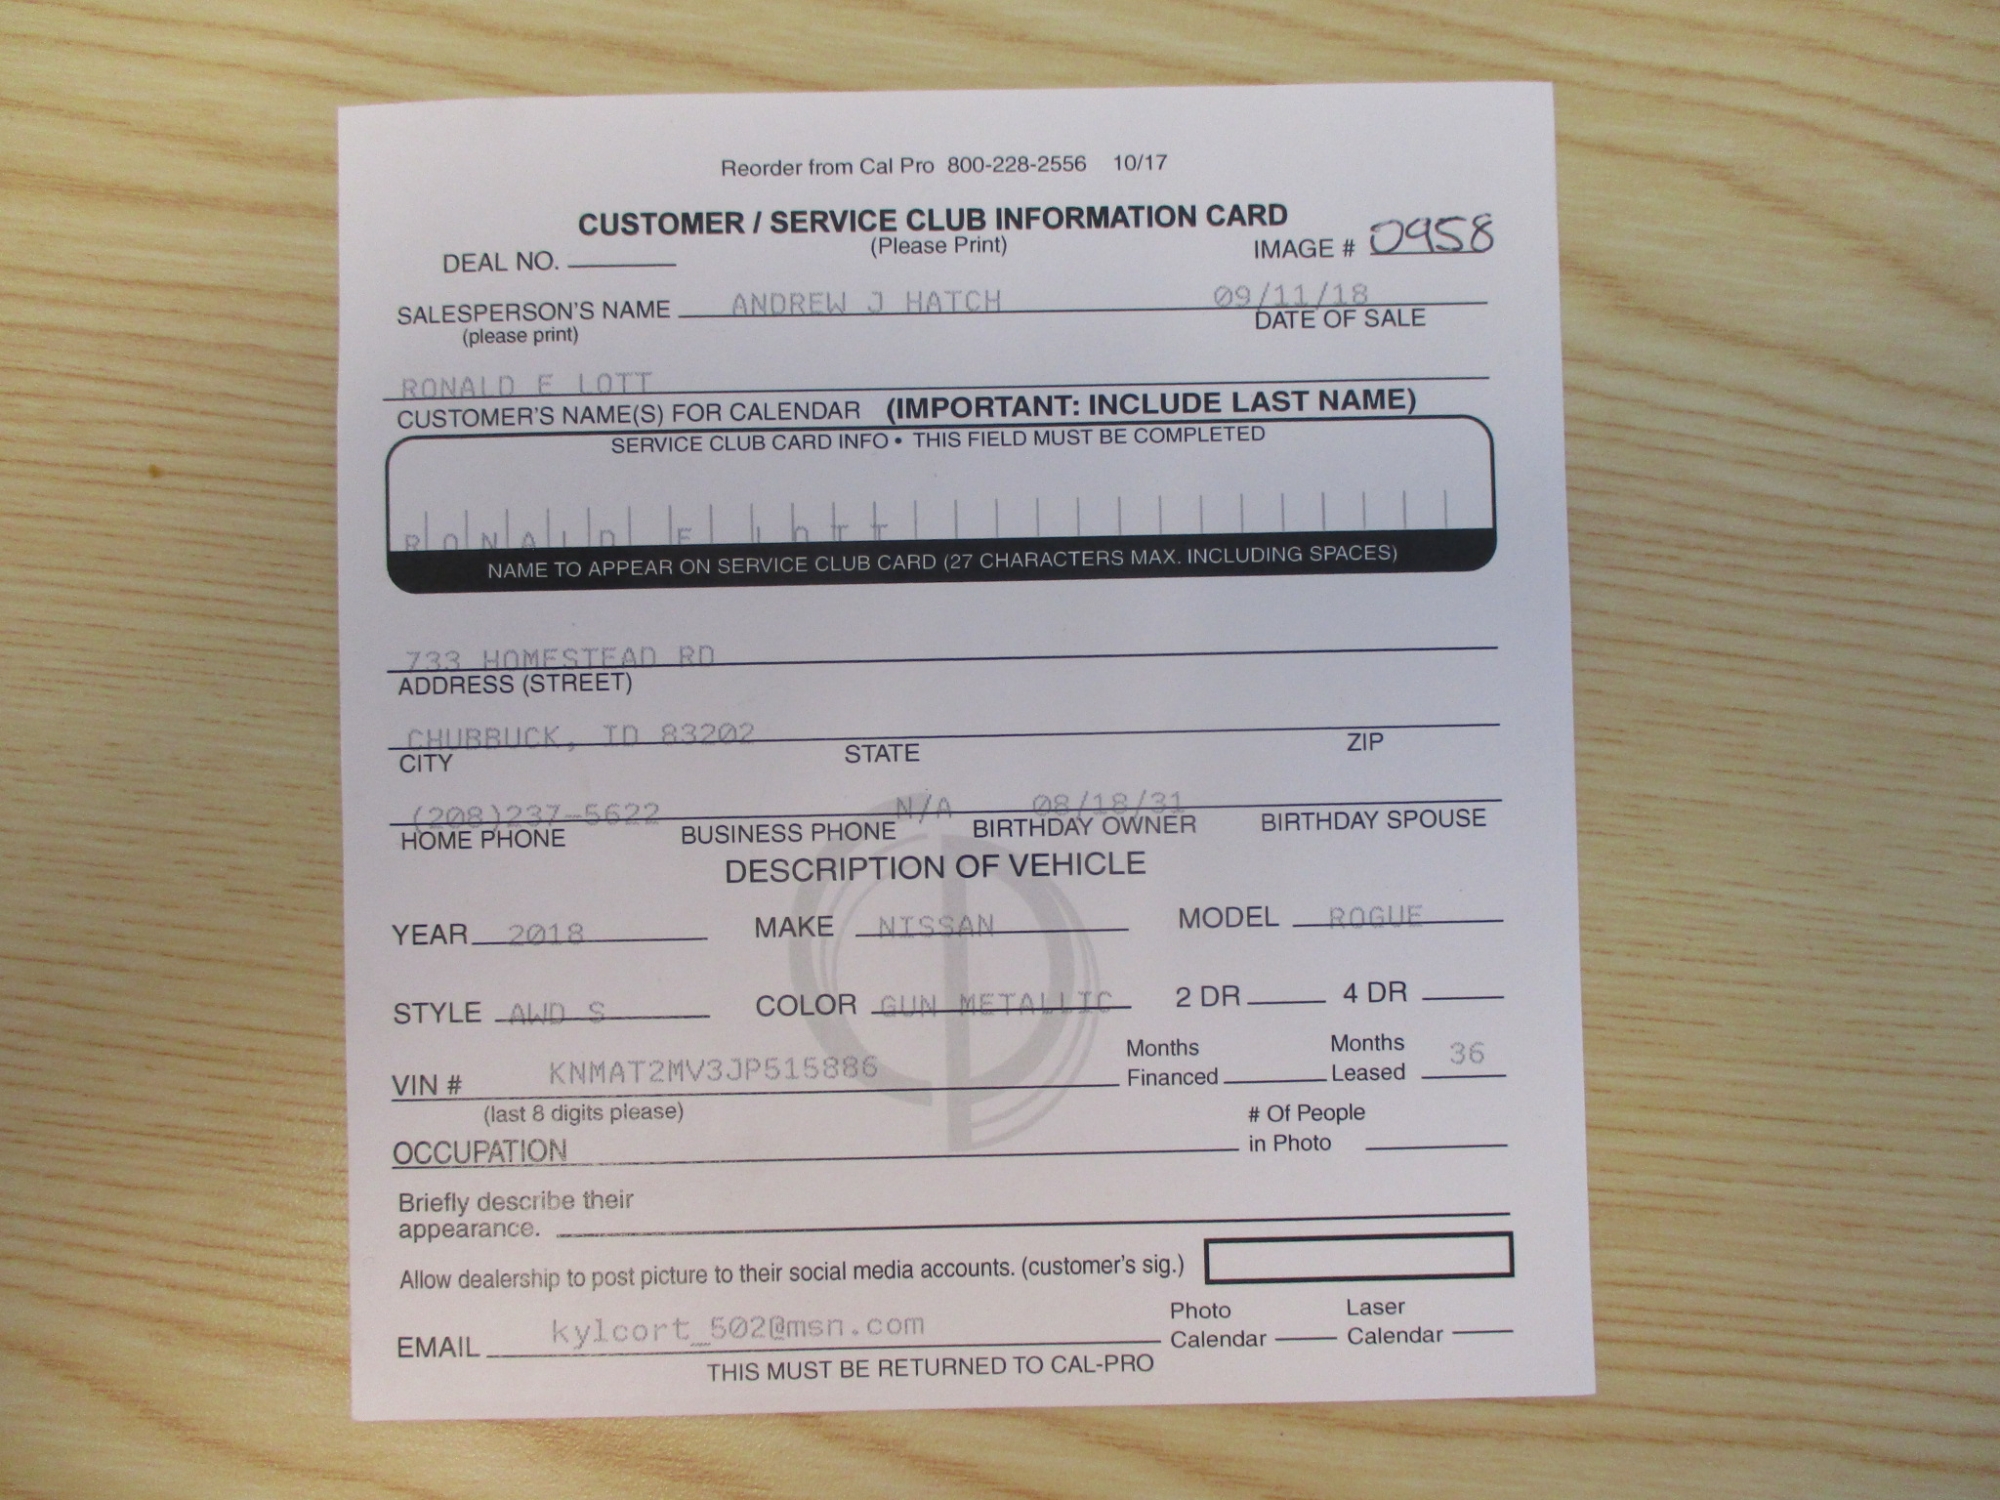 Reorder from Cal Pro 800-228-2556 10/17
CUSTOMER / SERVICE CLUB INFORMATION CARD
(Please Print)
DEAL NO.
IMAGE # 0958
SALESPERSON'S NAME ANDREW J HATCH 09/11/18
(please print) DATE OF SALE
RONALD E LOTT
CUSTOMER'S NAME(S) FOR CALENDAR (IMPORTANT: INCLUDE LAST NAME)
SERVICE CLUB CARD INFO • THIS FIELD MUST BE COMPLETED
RONALD E LOTT
NAME TO APPEAR ON SERVICE CLUB CARD (27 CHARACTERS MAX. INCLUDING SPACES)
733 HOMESTEAD RD
ADDRESS (STREET)
CHUBBUCK, ID 83202
CITY STATE ZIP
(208)237-5622 N/A 08/18/31
HOME PHONE BUSINESS PHONE BIRTHDAY OWNER BIRTHDAY SPOUSE
DESCRIPTION OF VEHICLE
YEAR 2018 MAKE NISSAN MODEL ROGUE
STYLE AWD S COLOR GUN METALLIC 2 DR 4 DR
VIN # KNMAT2MV3JP515886 Months Financed Months Leased 36
(last 8 digits please)
OCCUPATION # Of People in Photo
Briefly describe their
appearance.
Allow dealership to post picture to their social media accounts. (customer's sig.)
EMAIL kylcort_502@msn.com Photo Calendar Laser Calendar
THIS MUST BE RETURNED TO CAL-PRO